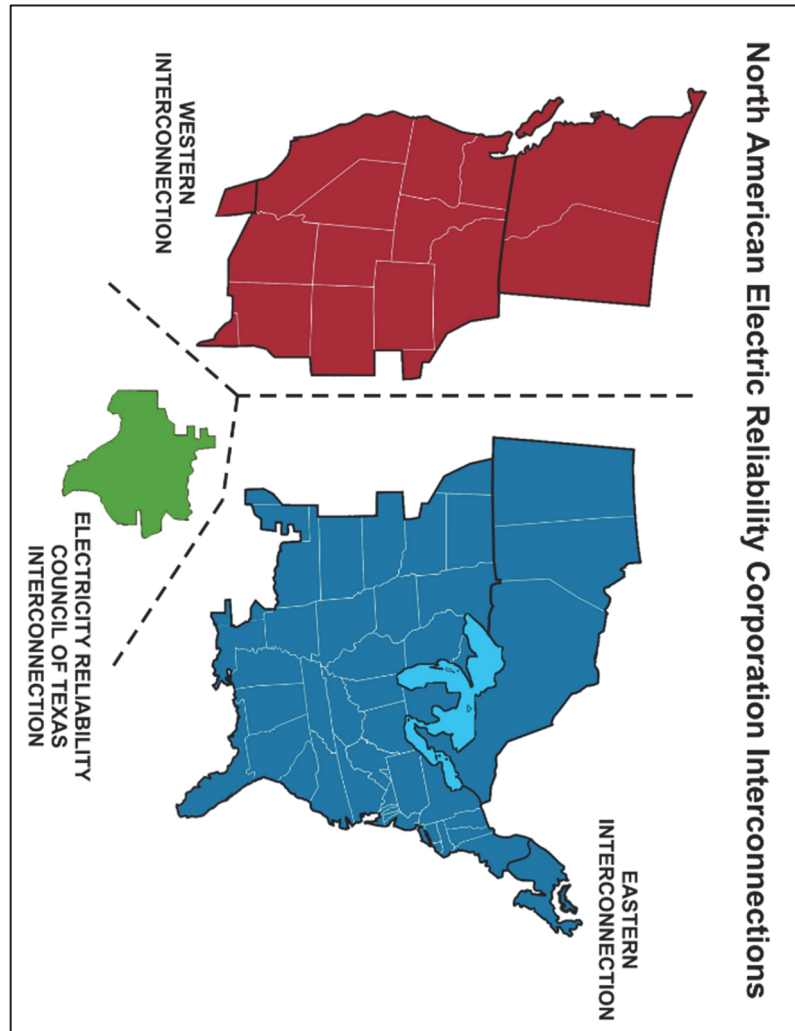 North American Electric Reliability Corporation Interconnections
WESTERN
INTERCONNECTION
EASTERN
INTERCONNECTION
ELECTRICITY RELIABILITY
COUNCIL OF TEXAS
INTERCONNECTION